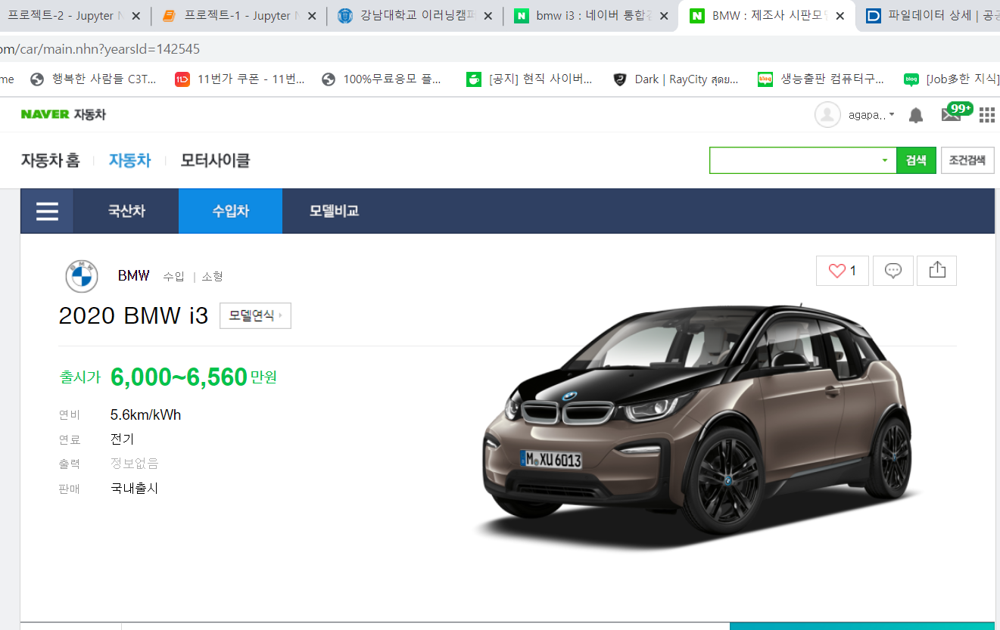 프로젝트-2 - Jupyter N
프로젝트-1 - Jupyter N
강남대학교 이러닝캠퍼
bmw i3 : 네이버 통합검
BMW : 제조사 시판모델
파일데이터 상세 | 공공
om/car/main.nhn?yearsId=142545
me
행복한 사람들 C3T...
11번가 쿠폰 - 11번...
100%무료응모 플...
[공지] 현직 사이버...
Dark | RayCity สุดย...
생능출판 컴퓨터구...
[Job多한 지식]
NAVER 자동차
agapa..
99+
자동차 홈
자동차
모터사이클
검색
조건검색
국산차
수입차
모델비교
BMW 수입 | 소형
1
2020 BMW i3
모델연식
출시가 6,000~6,560만원
연비 5.6km/kWh
연료 전기
출력 정보없음
판매 국내출시
M XU 6013